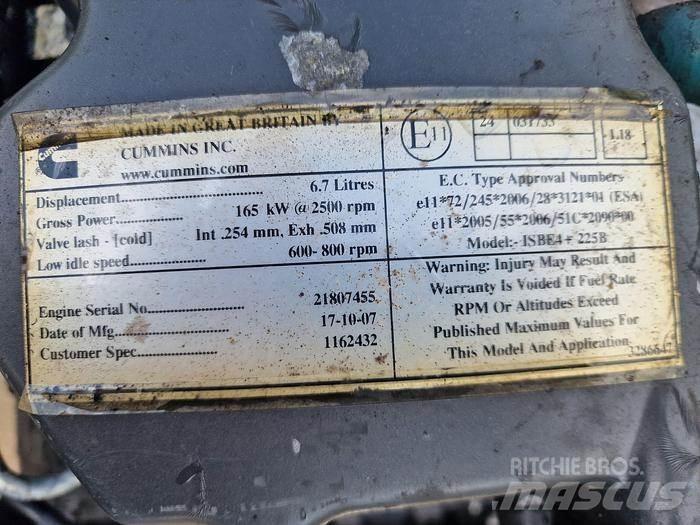 MADE IN GREAT BRITAIN BY
CUMMINS INC.
www.cummins.com
Cummins
E11
24 031733
1.18
Displacement 6.7 Litres
Gross Power 165 kW @ 2500 rpm
Valve lash - [cold] Int .254 mm, Exh .508 mm
Low idle speed 600- 800 rpm
E.C. Type Approval Numbers
e11*72/245*2006/28*3121*04 (ESA)
e11*2005/55*2006/51C*2090*00
Model:- ISBE4+ 225B
Engine Serial No 21807455
Date of Mfg 17-10-07
Customer Spec 1162432
Warning: Injury May Result And
Warranty Is Voided If Fuel Rate
RPM Or Altitudes Exceed
Published Maximum Values For
This Model And Application
3286647
RITCHIE BROS.
MASCUS